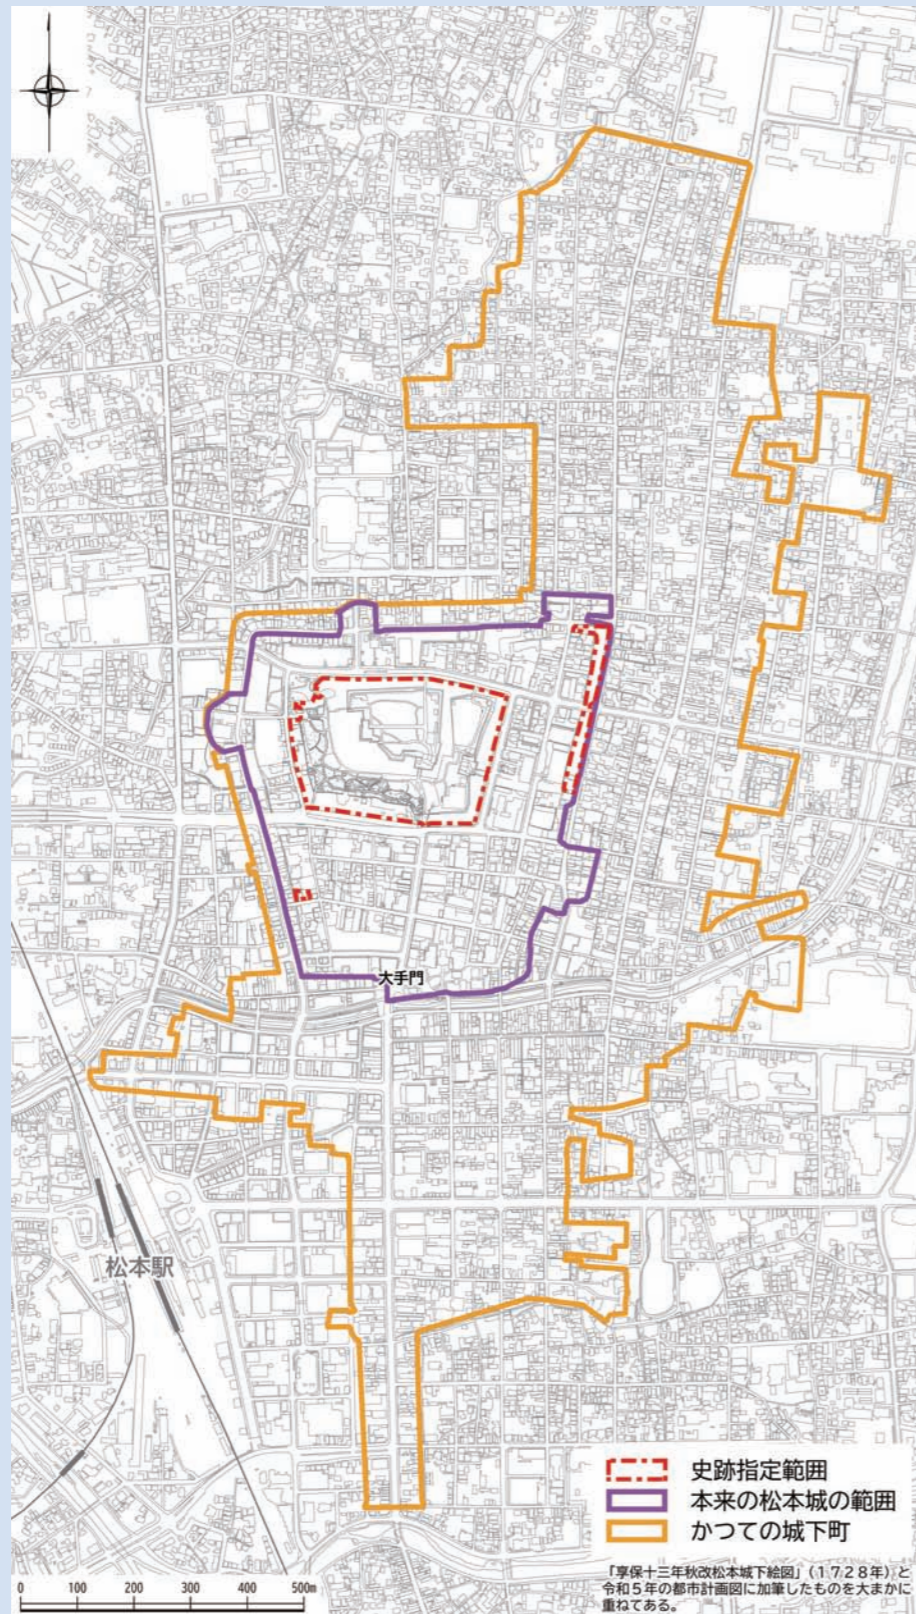 大手門
松本駅
史跡指定範囲
本来の松本城の範囲
かつての城下町
「享保十三年秋改松本城下絵図」（1728年）と
令和5年の都市計画図に加筆したものを大まかに
重ねてある。
0 100 200 300 400 500m